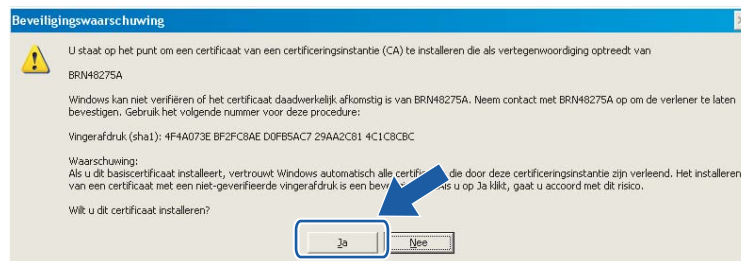 Beveiligingswaarschuwing
U staat op het punt om een certificaat van een certificeringsinstantie (CA) te installeren die als vertegenwoordiging optreedt van
BRN48275A
Windows kan niet verifiëren of het certificaat daadwerkelijk afkomstig is van BRN48275A. Neem contact met BRN48275A op om de verlener te laten
bevestigen. Gebruik het volgende nummer voor deze procedure:
Vingerafdruk (sha1): 4F4A073E BF2FC8AE D0FB5AC7 29AA2C81 4C1C8CBC
Waarschuwing:
Als u dit basiscertificaat installeert, vertrouwt Windows automatisch alle die door deze certificeringsinstantie zijn verleend. Het installeren
van een certificaat met een niet-geverifieerde vingerafdruk is een u op Ja klikt, gaat u accoord met dit risico.
Wilt u dit certificaat installeren?
Ja Nee